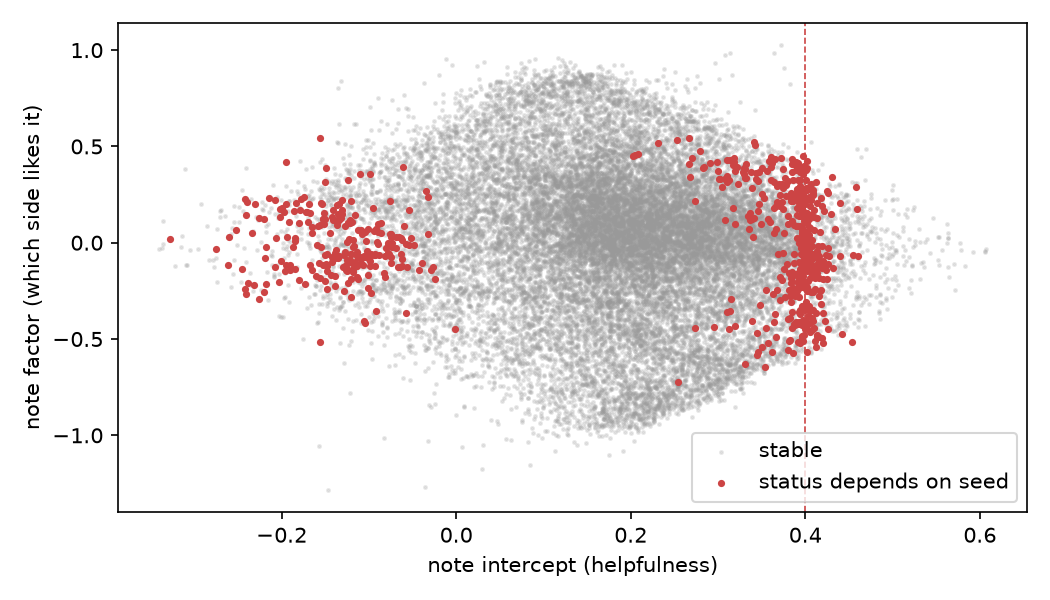 1.0
0.5
0.0
−0.5
−1.0
note factor (which side likes it)
stable
status depends on seed
−0.2
0.0
0.2
0.4
0.6
note intercept (helpfulness)